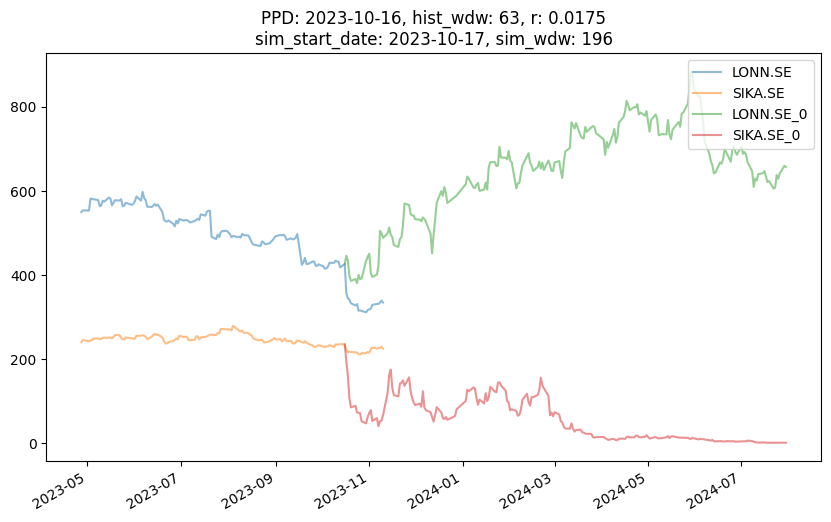 PPD: 2023-10-16, hist_wdw: 63, r: 0.0175
sim_start_date: 2023-10-17, sim_wdw: 196
LONN.SE
SIKA.SE
LONN.SE_0
SIKA.SE_0
800
600
400
200
0
2023-05
2023-07
2023-09
2023-11
2024-01
2024-03
2024-05
2024-07